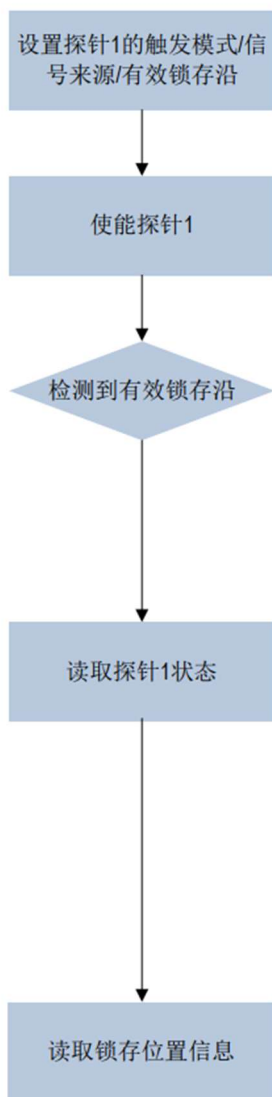 设置探针1的触发模式/信
号来源/有效锁存沿
使能探针1
检测到有效锁存沿
读取探针1状态
读取锁存位置信息